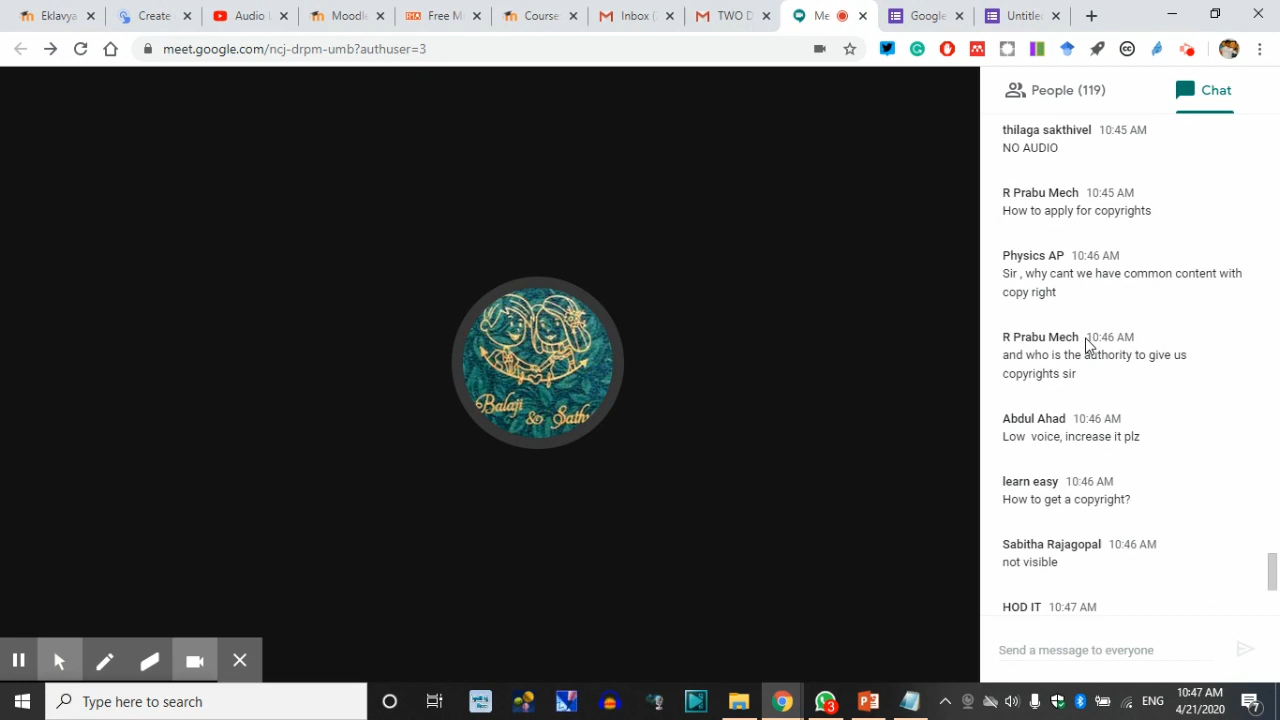 Eklavya
Create
Audio L
Moodle
Free M
Course
Inbox (
TWO D
Me
Google
Untitle
meet.google.com/ncj-drpm-umb?authuser=3
People (119)
Chat
thilaga sakthivel 10:45 AM
NO AUDIO
R Prabu Mech 10:45 AM
How to apply for copyrights
Physics AP 10:46 AM
Sir , why cant we have common content with
copy right
R Prabu Mech 10:46 AM
and who is the authority to give us
copyrights sir
Abdul Ahad 10:46 AM
Low voice, increase it plz
learn easy 10:46 AM
How to get a copyright?
Sabitha Rajagopal 10:46 AM
not visible
HOD IT 10:47 AM
Send a message to everyone
Balaji
& Sath
Type here to search
3
ENG
10:47 AM
4/21/2020
7